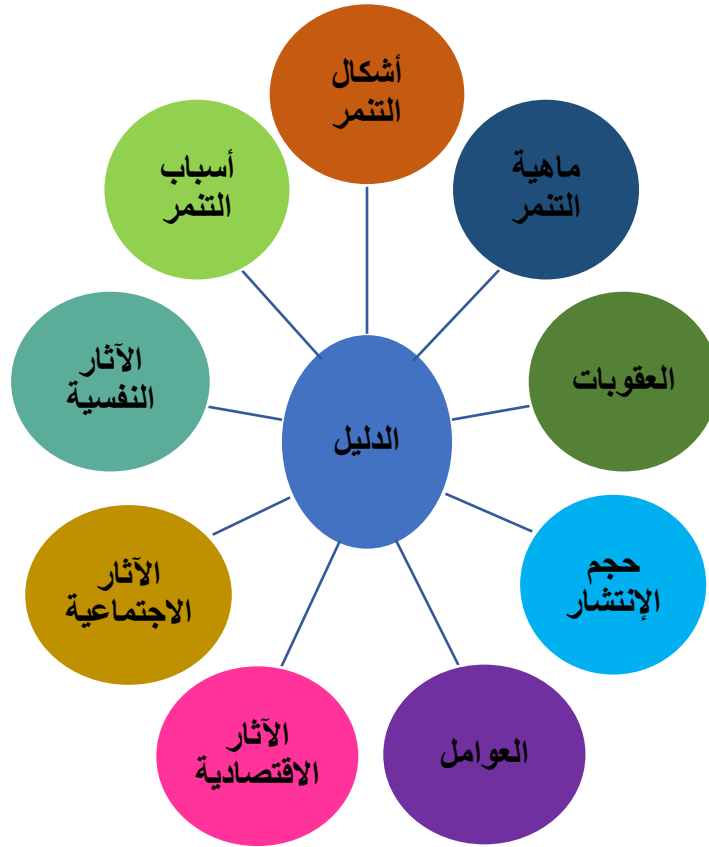 أشكال
التنمر
ماهية
التنمر
أسباب
التنمر
العقوبات
الآثار
النفسية
الدليل
حجم
الإنتشار
الآثار
الاجتماعية
العوامل
الآثار
الاقتصادية